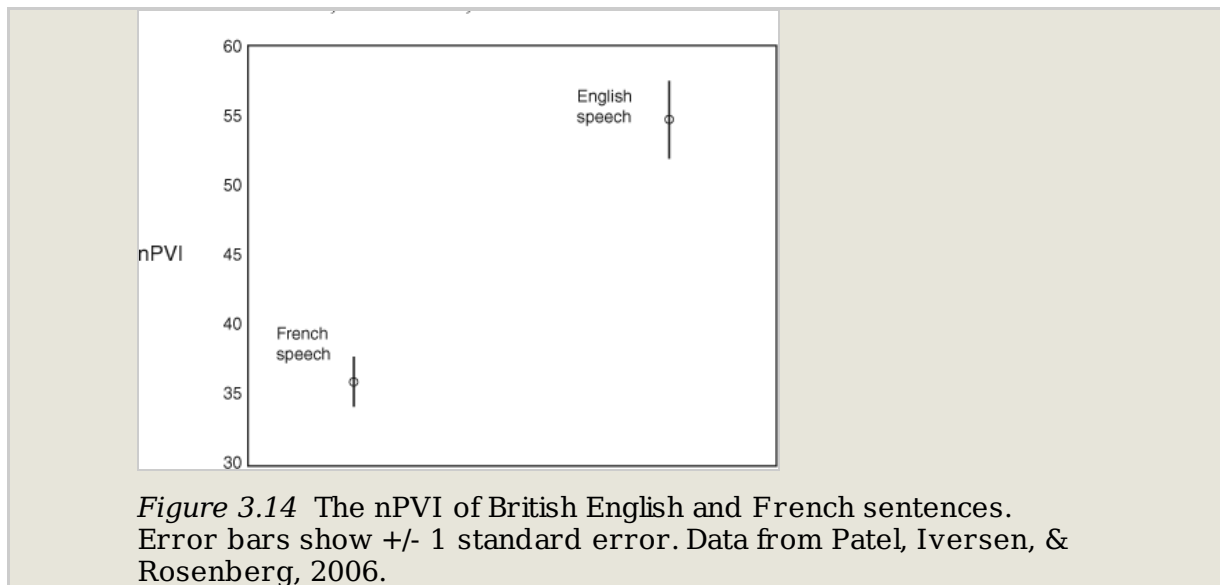 60
English
speech
55
50
nPVI 45
40
French
speech
35
30
Figure 3.14 The nPVI of British English and French sentences.
Error bars show +/- 1 standard error. Data from Patel, Iversen, &
Rosenberg, 2006.